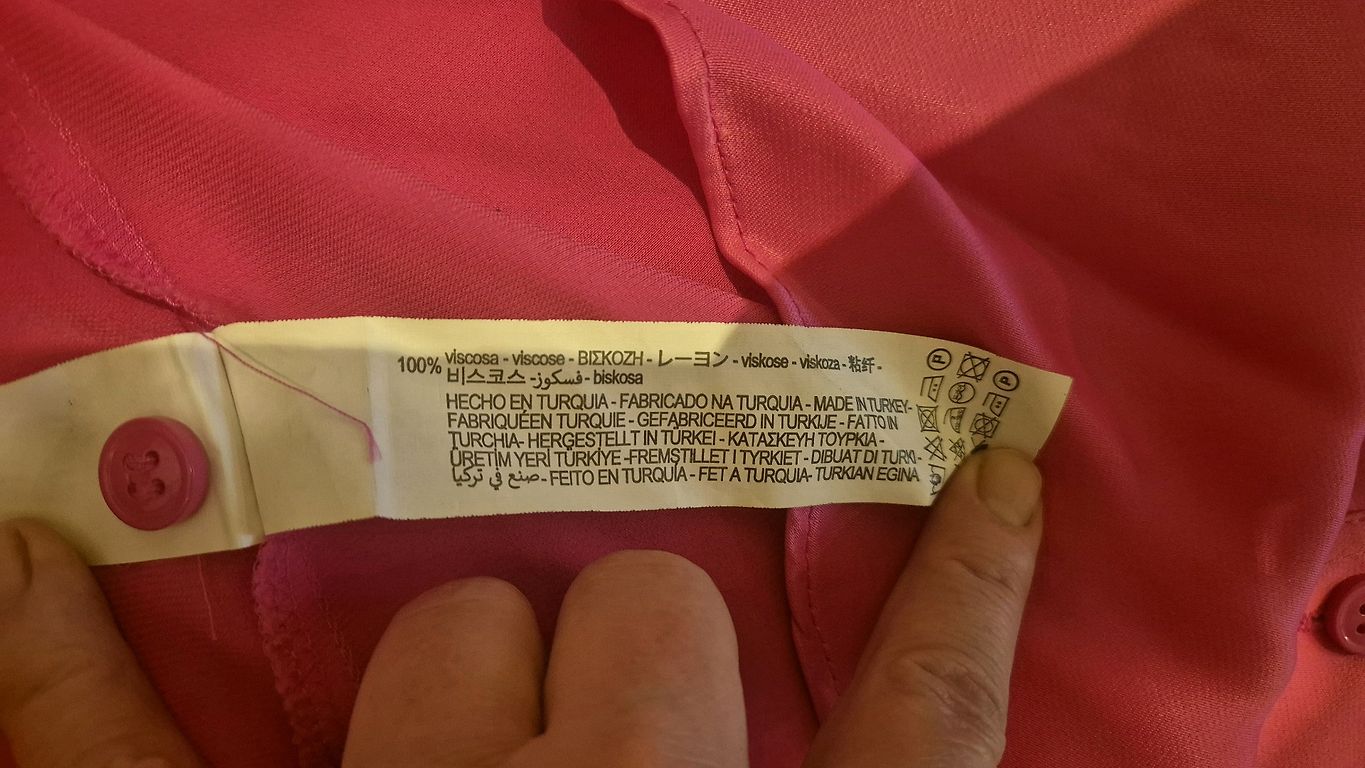 100% viscosa - viscose - ΒΙΣΚΟΖΗ - レーヨン - viskose - viskoza - 粘纤 -
비스코스 - فسكوز - biskosa
HECHO EN TURQUIA - FABRICADO NA TURQUIA - MADE IN TURKEY-
FABRIQUÉEN TURQUIE - GEFABRICEERD IN TURKIJE - FATTO IN
TURCHIA- HERGESTELLT IN TÜRKEI - ΚΑΤΑΣΚΕΥΗ ΤΟΥΡΚΙΑ -
ÜRETİM YERİ TÜRKİYE -FREMSTILLET I TYRKIET - DIBUAT DI TURKI-
صنع في تركيا - FEITO EN TURQUÍA - FET A TURQUIA- TURKIAN EGINA
P P